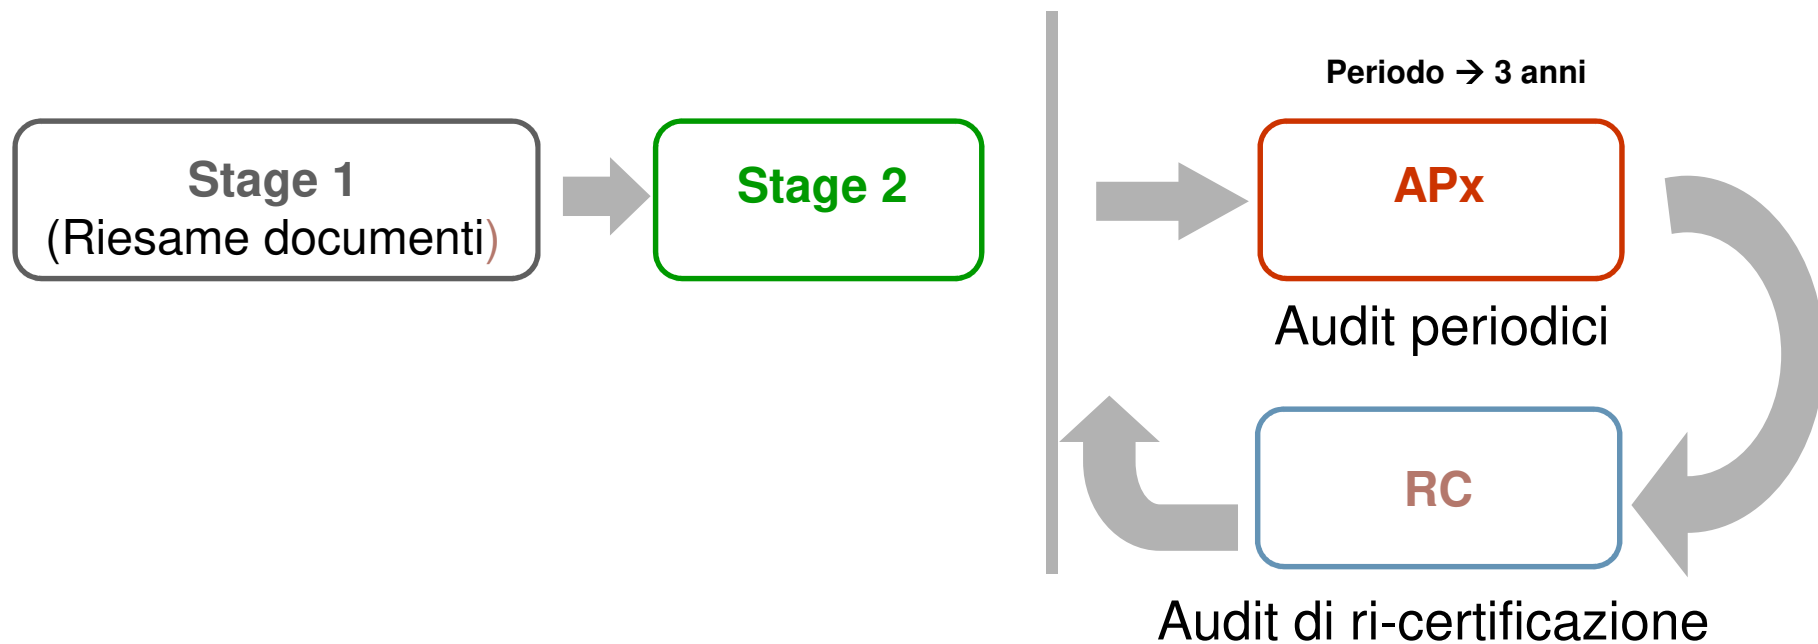 Periodo → 3 anni
Stage 1
(Riesame documenti)
Stage 2
APx
Audit periodici
RC
Audit di ri-certificazione